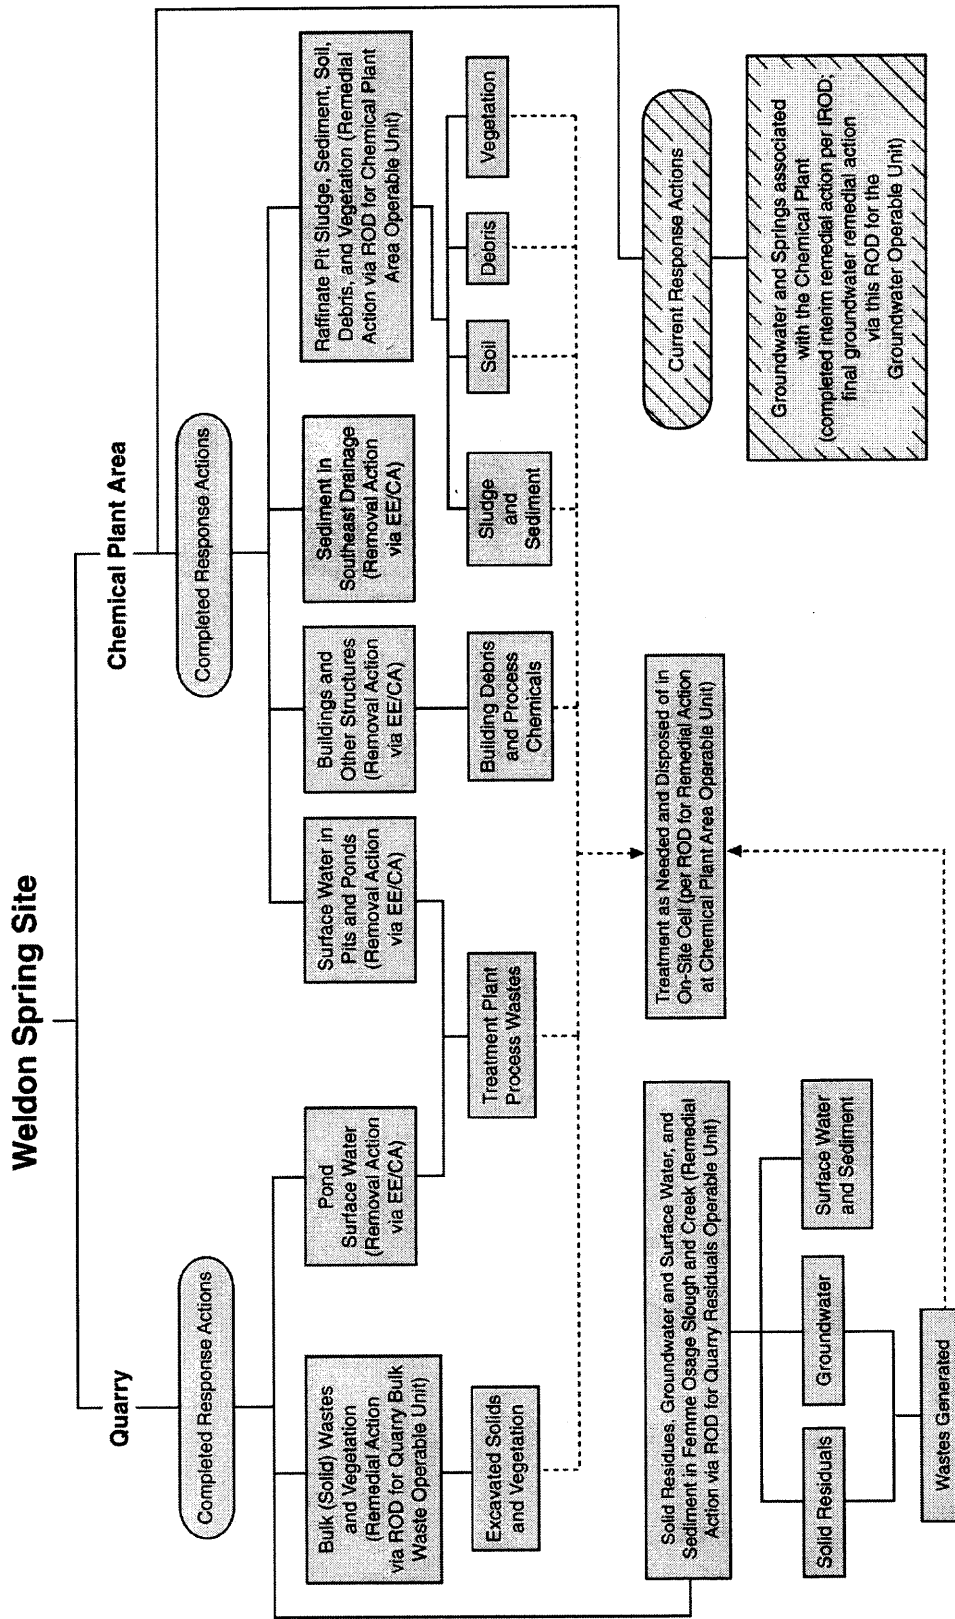 Weldon Spring Site
Quarry
Chemical Plant Area
Completed Response Actions
Completed Response Actions
Bulk (Solid) Wastes
and Vegetation
(Remedial Action
via ROD for Quarry Bulk
Waste Operable Unit)
Pond
Surface Water
(Removal Action
via EE/CA)
Surface Water in
Pits and Ponds
(Removal Action
via EE/CA)
Buildings and
Other Structures
(Removal Action
via EE/CA)
Sediment in
Southeast Drainage
(Removal Action
via EE/CA)
Raffinate Pit Sludge, Sediment, Soil,
Debris, and Vegetation (Remedial
Action via ROD for Chemical Plant
Area Operable Unit)
Excavated Solids
and Vegetation
Treatment Plant
Process Wastes
Building Debris
and Process
Chemicals
Sludge
and
Sediment
Soil
Debris
Vegetation
Solid Residues, Groundwater and Surface Water, and
Sediment in Femme Osage Slough and Creek (Remedial
Action via ROD for Quarry Residuals Operable Unit)
Treatment as Needed and Disposed of in
On-Site Cell (per ROD for Remedial Action
at Chemical Plant Area Operable Unit)
Current Response Actions
Solid Residuals
Groundwater
Surface Water
and Sediment
Groundwater and Springs associated
with the Chemical Plant
(completed interim remedial action per IROD;
final groundwater remedial action
via this ROD for the
Groundwater Operable Unit)
Wastes Generated